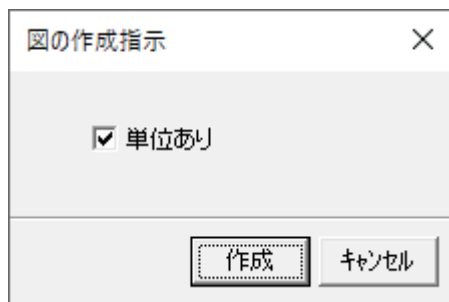 図の作成指示
単位あり
作成
ｷｬﾝｾﾙ